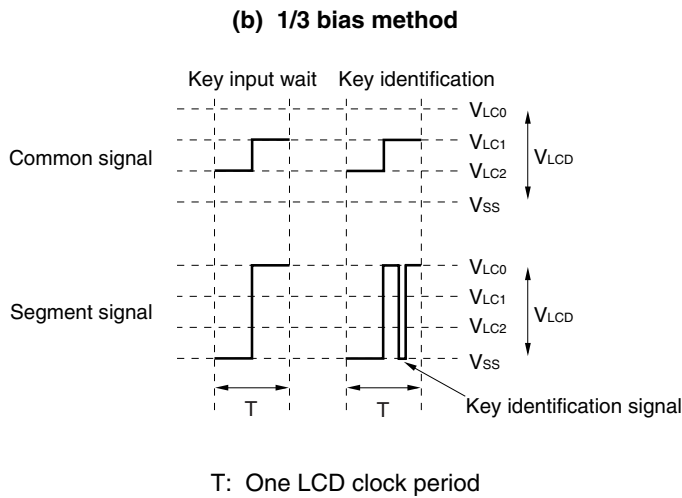 (b) 1/3 bias method
Key input wait
Key identification
Common signal
VLC0
VLC1
VLC2
VSS
VLCD
Segment signal
VLC0
VLC1
VLC2
VSS
VLCD
T
T
Key identification signal
T: One LCD clock period